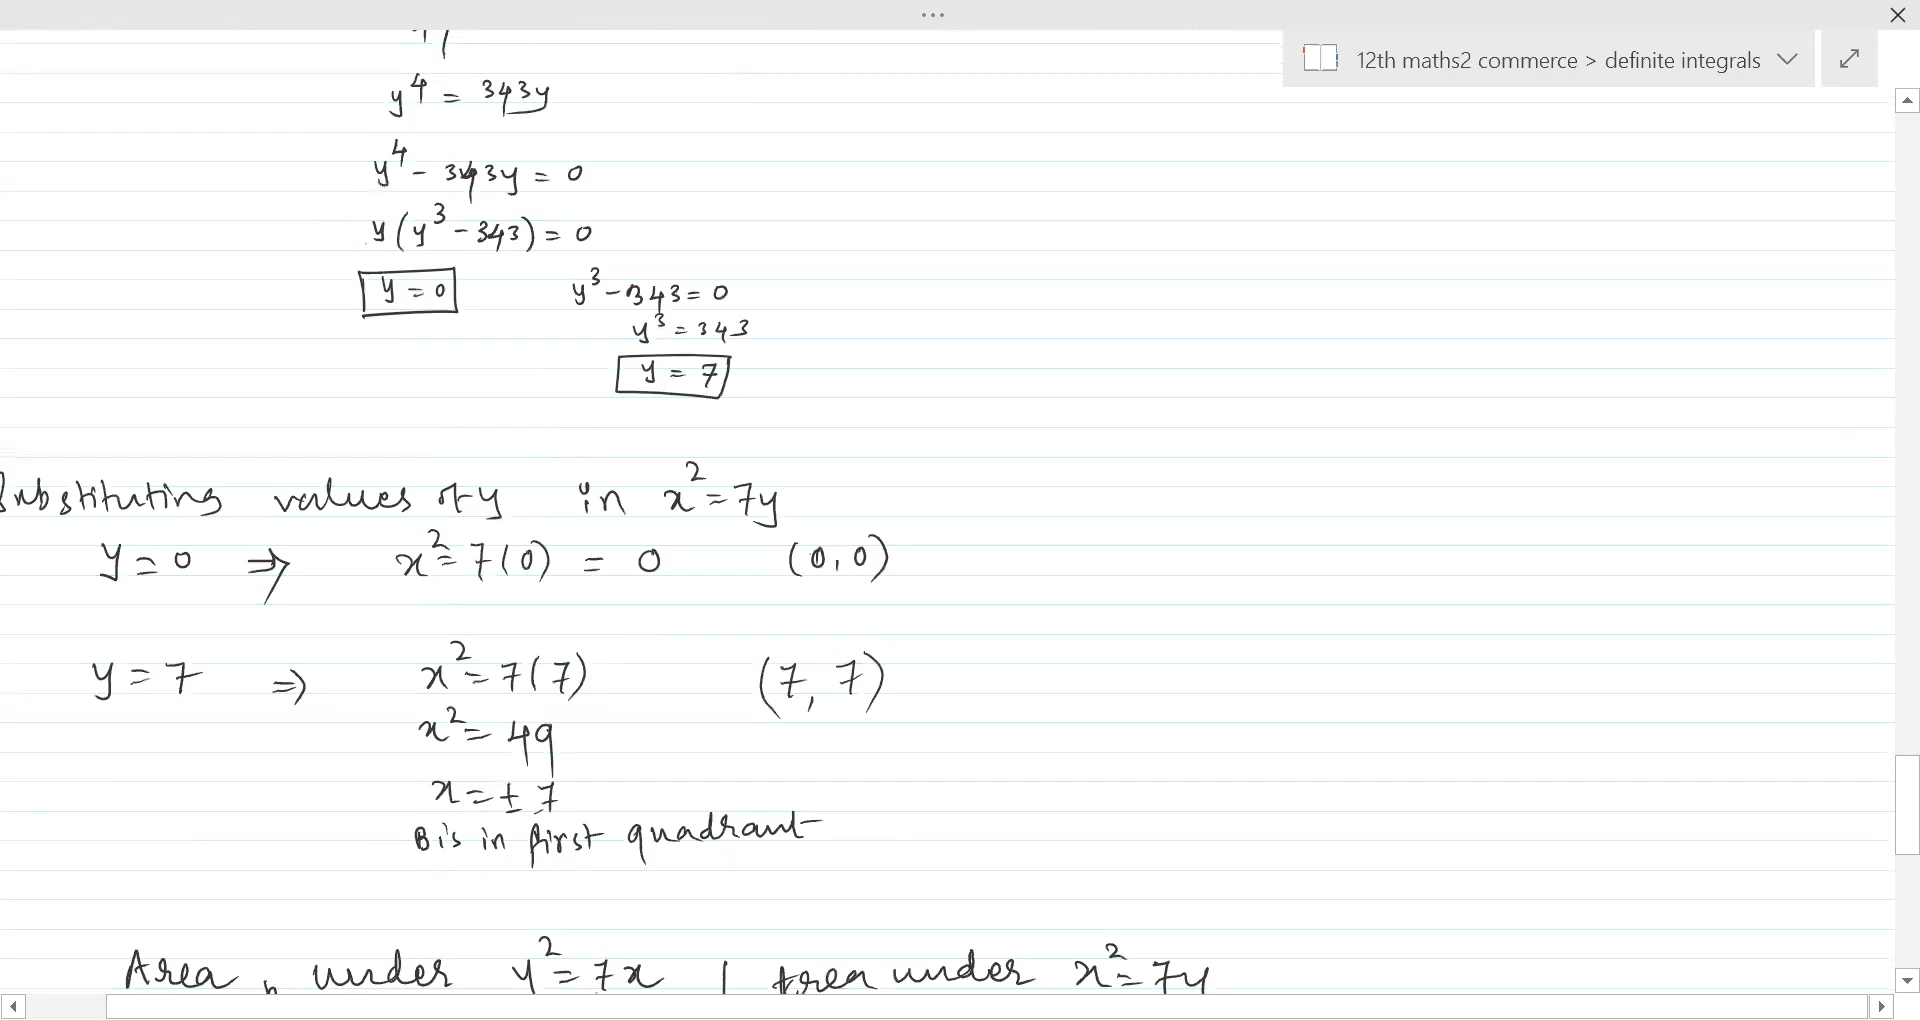 12th maths2 commerce > definite integrals
y⁴ = 343y
y⁴ - 343y = 0
y(y³ - 343) = 0
y = 0 y³ - 343 = 0
y³ = 343
y = 7
Substituting values of y in x² = 7y
y = 0 ⇒ x² = 7(0) = 0 (0,0)
y = 7 ⇒ x² = 7(7) (7, 7)
x² = 49
x = ± 7
B is in first quadrant
Area under y² = 7x | Area under x² = 7y